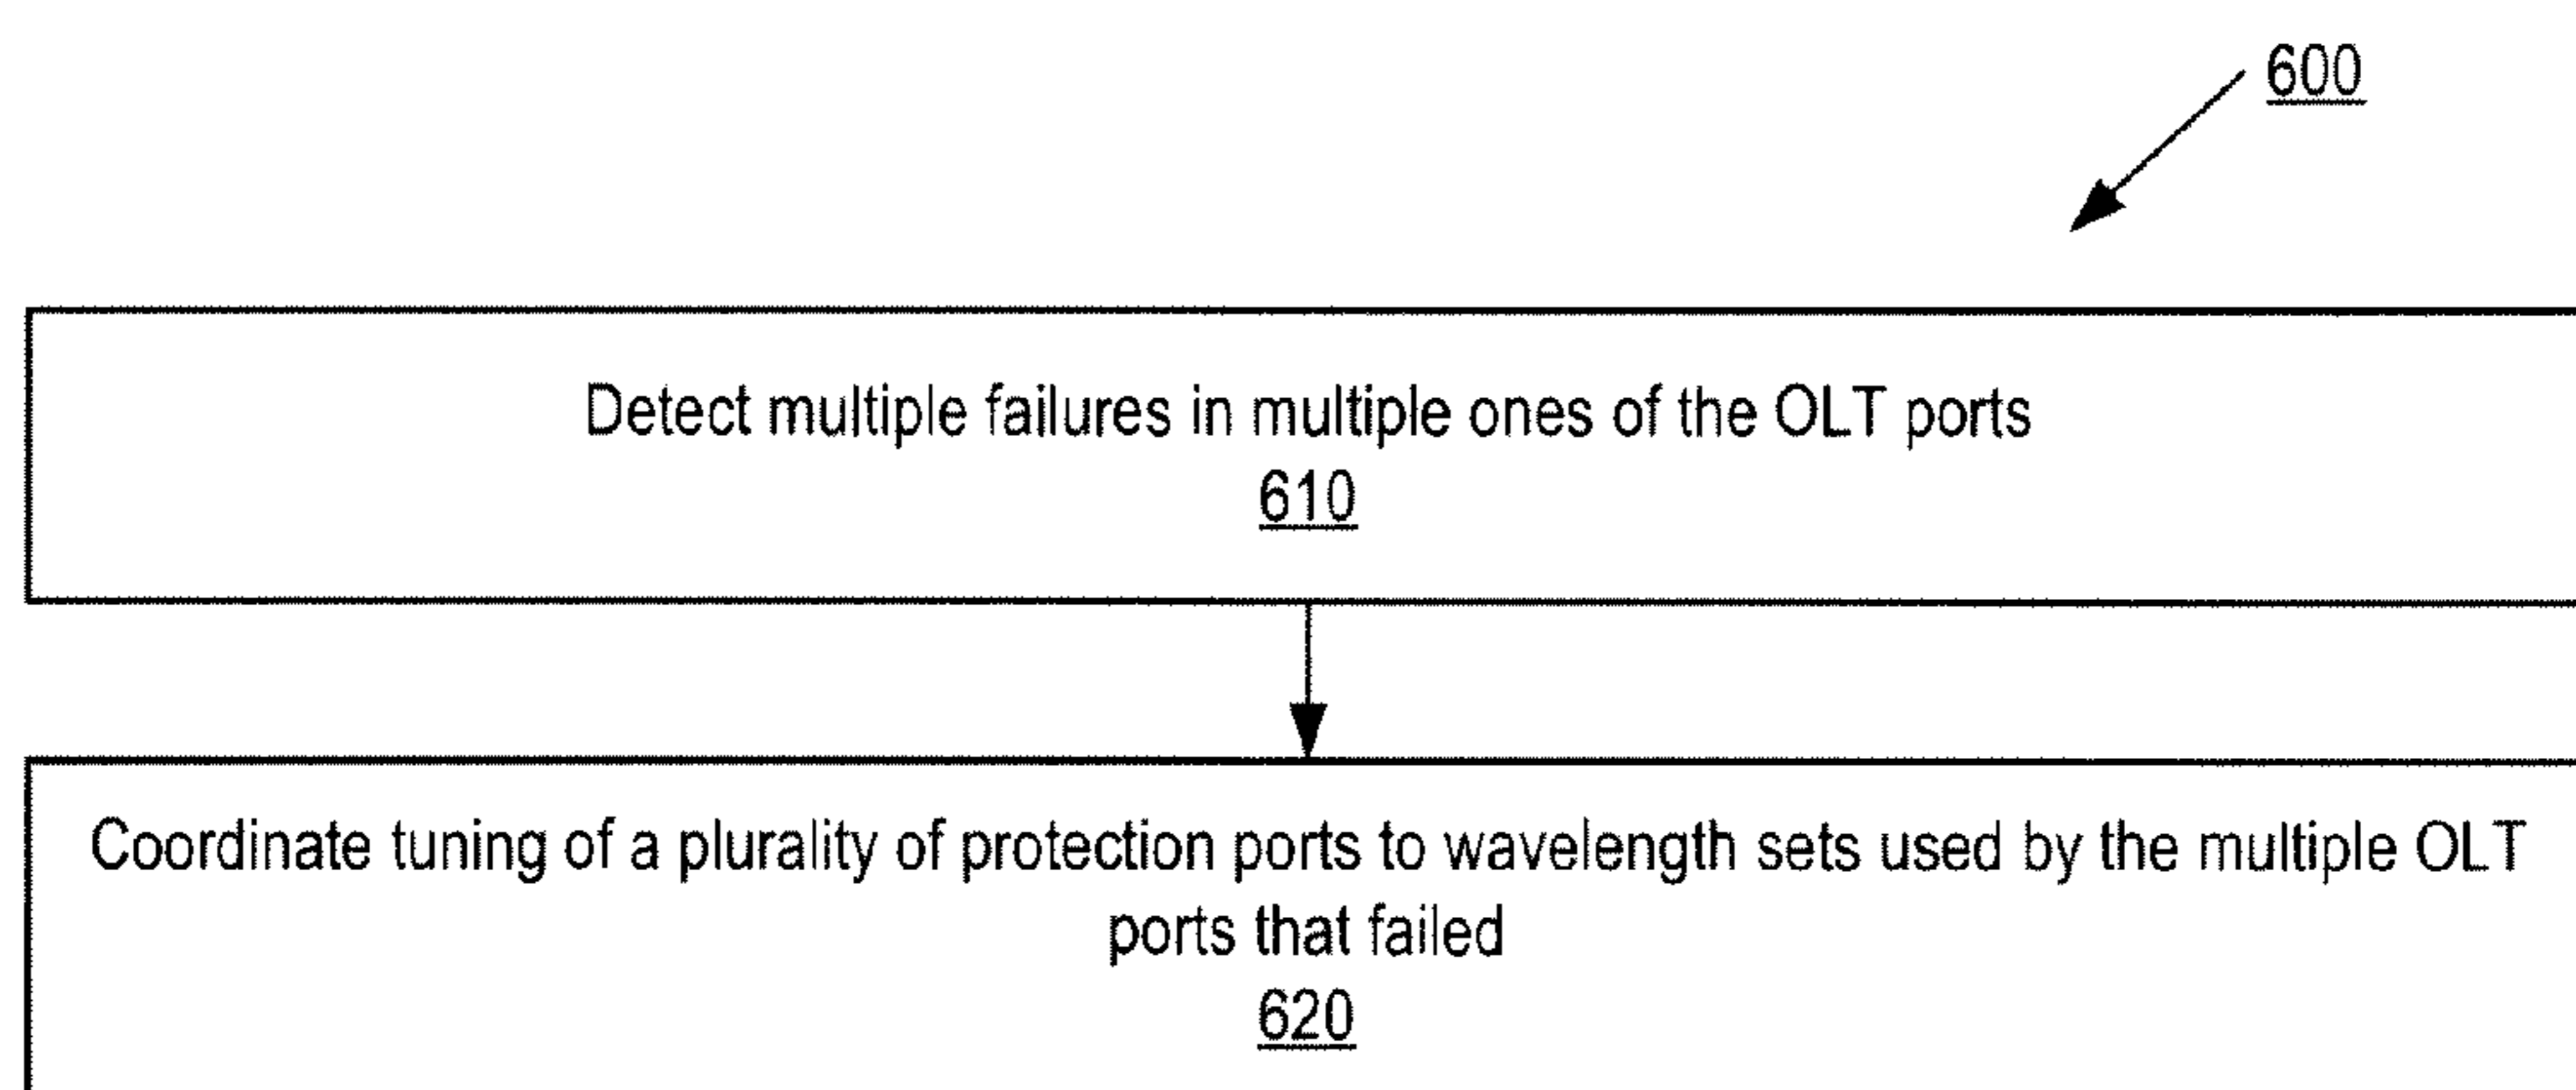 600
Detect multiple failures in multiple ones of the OLT ports
610
Coordinate tuning of a plurality of protection ports to wavelength sets used by the multiple OLT
ports that failed
620